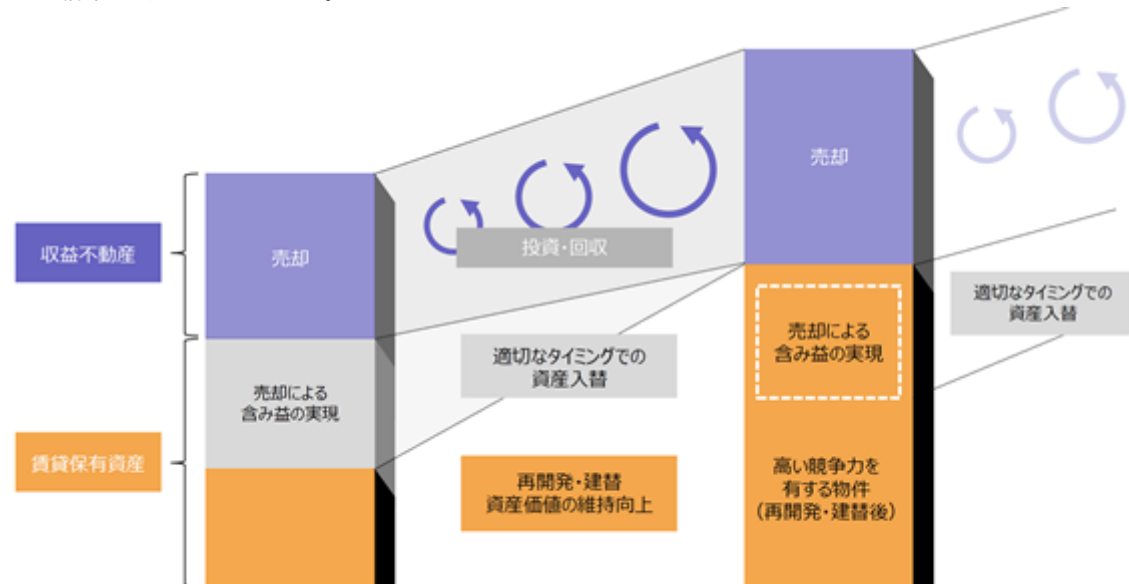 収益不動産
賃貸保有資産
売却
売却による
含み益の実現
投資・回収
適切なタイミングでの
資産入替
再開発・建替
資産価値の維持向上
売却
売却による
含み益の実現
高い競争力を
有する物件
(再開発・建替後)
適切なタイミングでの
資産入替